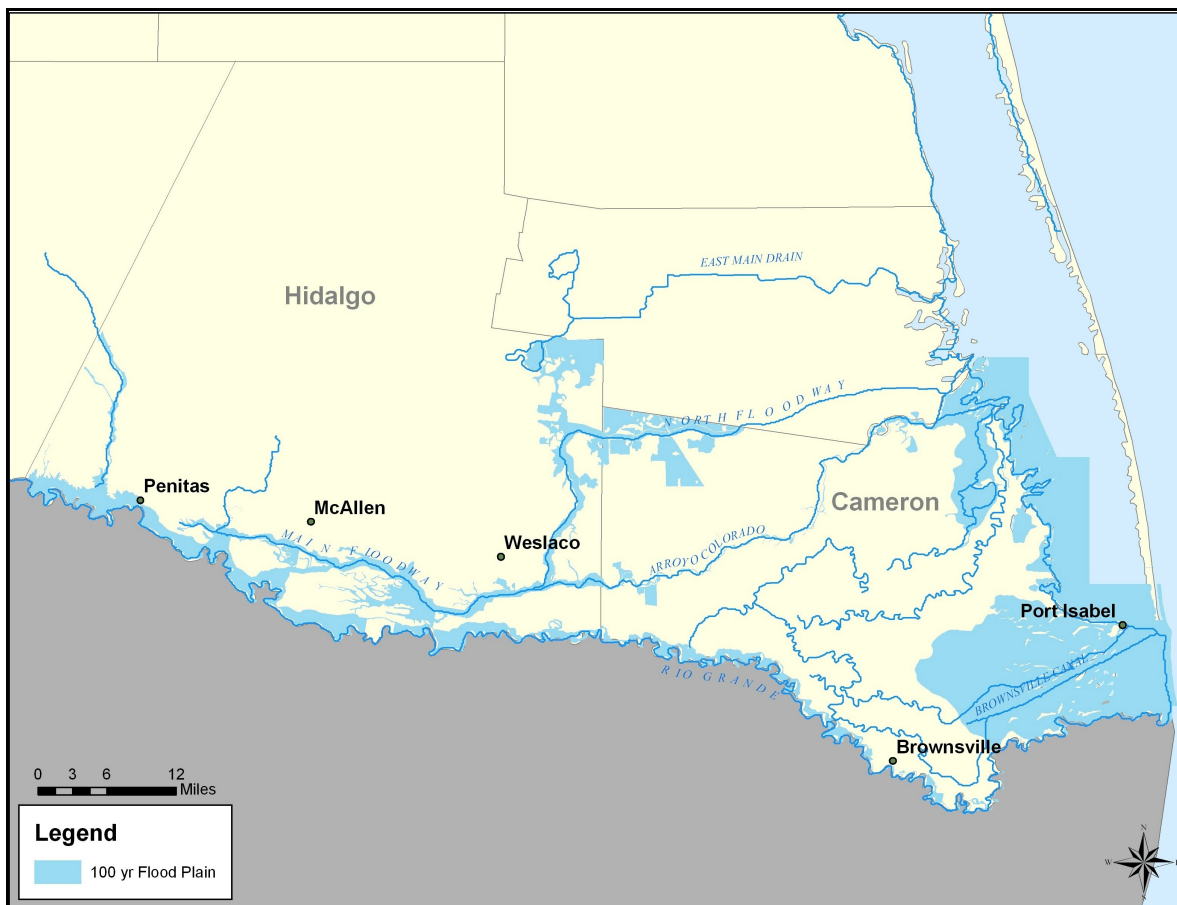 EAST MAIN DRAIN
Hidalgo
NORTH FLOODWAY
Penitas
McAllen
Cameron
MAIN FLOODWAY
Weslaco
ARROYO COLORADO
Port Isabel
RIO GRANDE
BROWNSVILLE CANAL
Brownsville
0 3 6 12
Miles
Legend
100 yr Flood Plain
N
W
S